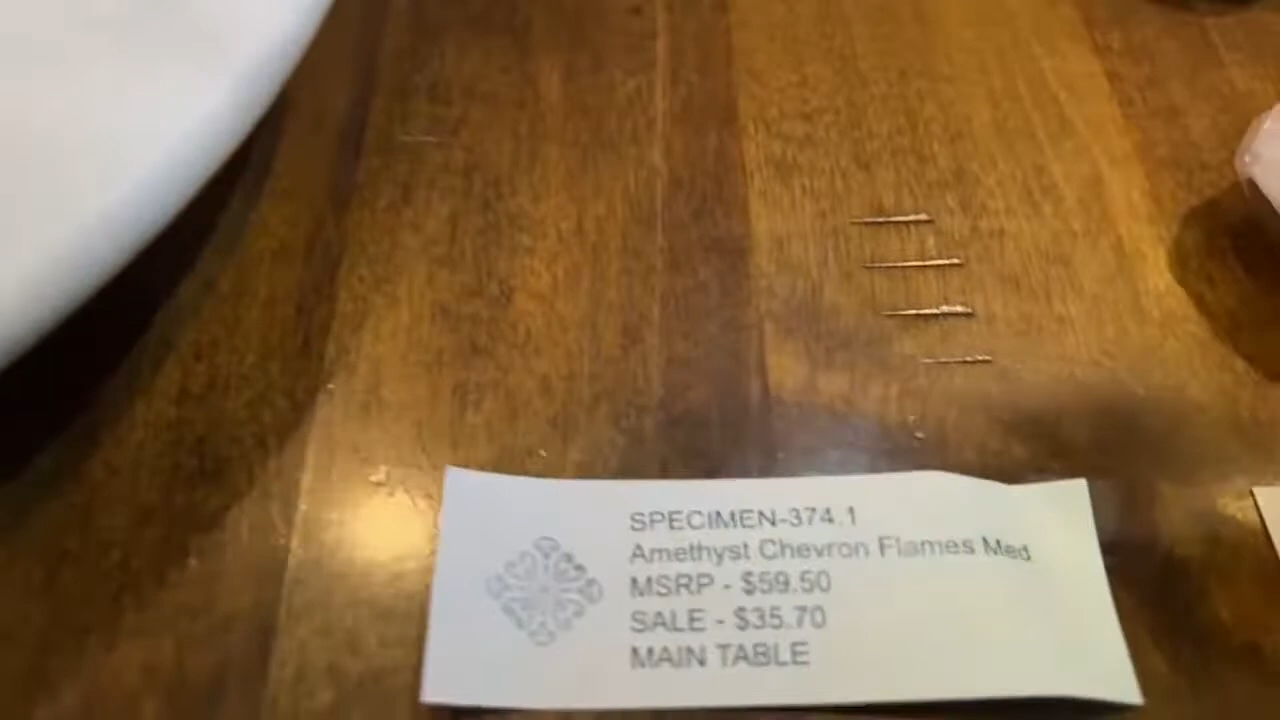 SPECIMEN-374.1
Amethyst Chevron Flames Med
MSRP - $59.50
SALE - $35.70
MAIN TABLE